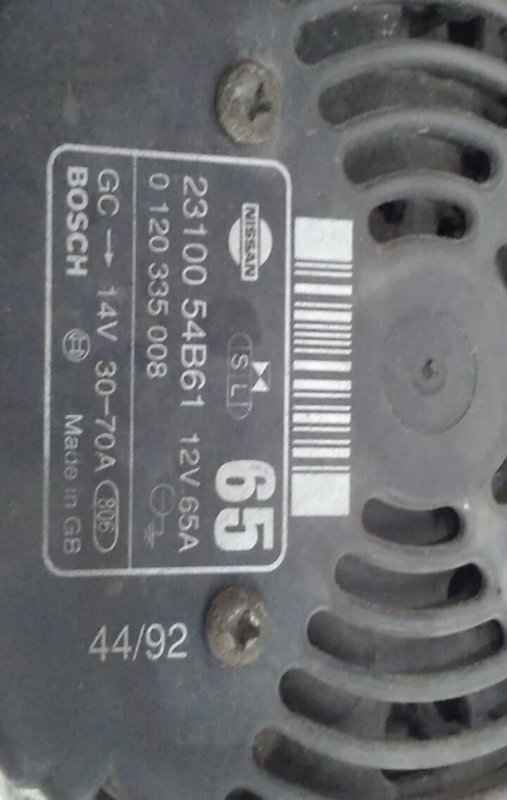 NISSAN
S L
65
23100 54B61 12V 65A
0 120 335 008
GC → 14V 30-70A 806
BOSCH
Made in GB
44/92